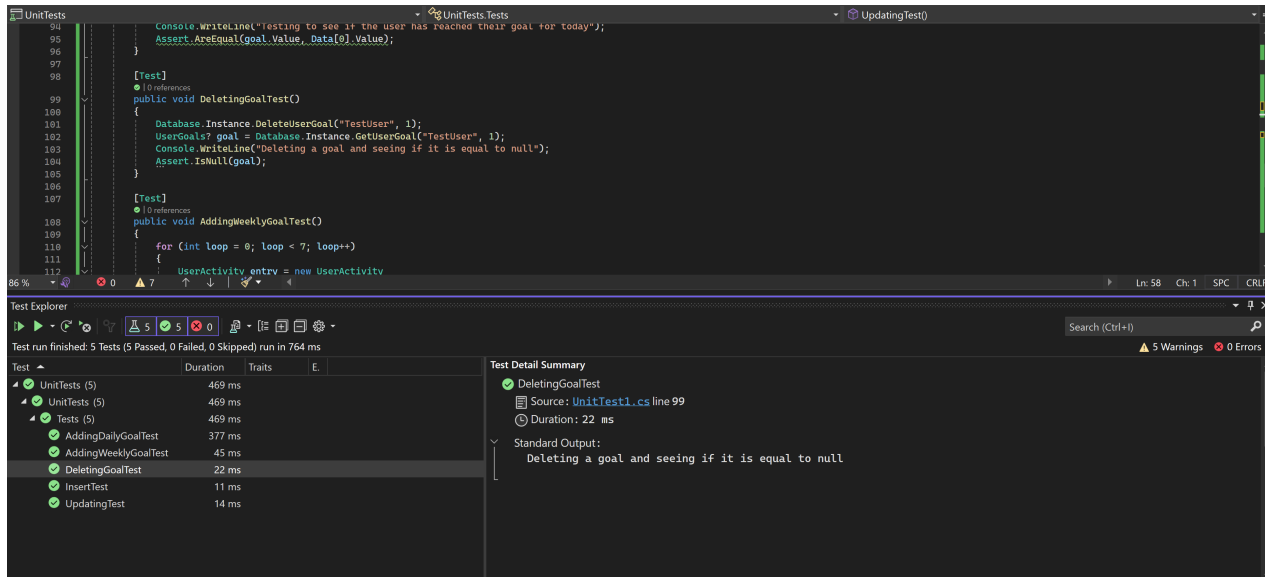 UnitTests
UnitTests.Tests
UpdatingTest()
94 Console.WriteLine("Testing to see if the user has reached their goal for today");
95 Assert.AreEqual(goal.Value, Data[0].Value);
96 }
97
98 [Test]
0 references
99 public void DeletingGoalTest()
100 {
101 Database.Instance.DeleteUserGoal("TestUser", 1);
102 UserGoals? goal = Database.Instance.GetUserGoal("TestUser", 1);
103 Console.WriteLine("Deleting a goal and seeing if it is equal to null");
104 Assert.IsNull(goal);
105 }
106
107 [Test]
0 references
108 public void AddingWeeklyGoalTest()
109 {
110 for (int loop = 0; loop < 7; loop++)
111 {
112 UserActivity entry = new UserActivity
86 % 0 7 Ln: 58 Ch: 1 SPC CRLF
Test Explorer
5 5 0 Search (Ctrl+I)
Test run finished: 5 Tests (5 Passed, 0 Failed, 0 Skipped) run in 764 ms 5 Warnings 0 Errors
Test Duration Traits E.
UnitTests (5) 469 ms
UnitTests (5) 469 ms
Tests (5) 469 ms
AddingDailyGoalTest 377 ms
AddingWeeklyGoalTest 45 ms
DeletingGoalTest 22 ms
InsertTest 11 ms
UpdatingTest 14 ms
Test Detail Summary
DeletingGoalTest
Source: UnitTest1.cs line 99
Duration: 22 ms
Standard Output:
Deleting a goal and seeing if it is equal to null